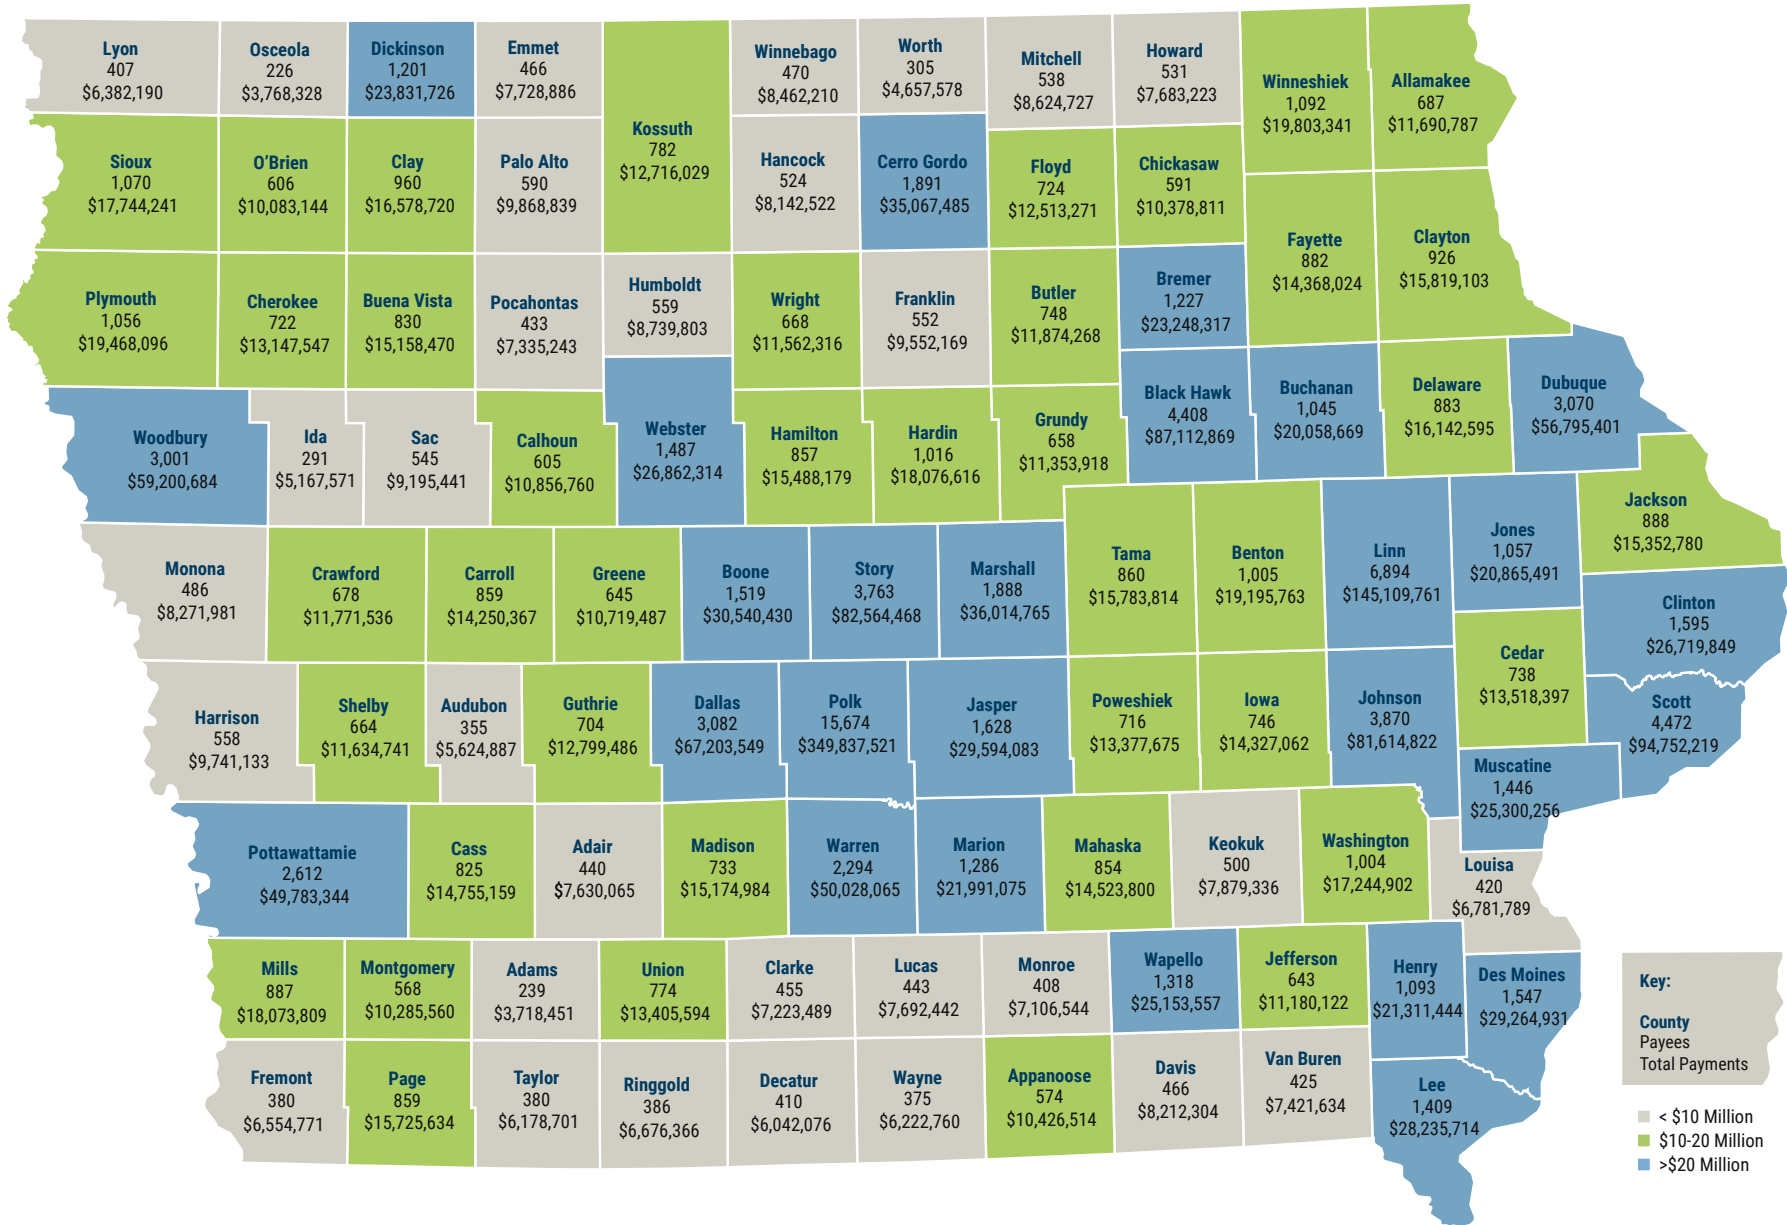 Lyon
407
$6,382,190
Osceola
226
$3,768,328
Dickinson
1,201
$23,831,726
Emmet
466
$7,728,886
Kossuth
782
$12,716,029
Winnebago
470
$8,462,210
Worth
305
$4,657,578
Mitchell
538
$8,624,727
Howard
531
$7,683,223
Winneshiek
1,092
$19,803,341
Allamakee
687
$11,690,787
Sioux
1,070
$17,744,241
O'Brien
606
$10,083,144
Clay
960
$16,578,720
Palo Alto
590
$9,868,839
Hancock
524
$8,142,522
Cerro Gordo
1,891
$35,067,485
Floyd
724
$12,513,271
Chickasaw
591
$10,378,811
Fayette
882
$14,368,024
Clayton
926
$15,819,103
Plymouth
1,056
$19,468,096
Cherokee
722
$13,147,547
Buena Vista
830
$15,158,470
Pocahontas
433
$7,335,243
Humboldt
559
$8,739,803
Wright
668
$11,562,316
Franklin
552
$9,552,169
Butler
748
$11,874,268
Bremer
1,227
$23,248,317
Woodbury
3,001
$59,200,684
Ida
291
$5,167,571
Sac
545
$9,195,441
Calhoun
605
$10,856,760
Webster
1,487
$26,862,314
Hamilton
857
$15,488,179
Hardin
1,016
$18,076,616
Grundy
658
$11,353,918
Black Hawk
4,408
$87,112,869
Buchanan
1,045
$20,058,669
Delaware
883
$16,142,595
Dubuque
3,070
$56,795,401
Monona
486
$8,271,981
Crawford
678
$11,771,536
Carroll
859
$14,250,367
Greene
645
$10,719,487
Boone
1,519
$30,540,430
Story
3,763
$82,564,468
Marshall
1,888
$36,014,765
Tama
860
$15,783,814
Benton
1,005
$19,195,763
Linn
6,894
$145,109,761
Jones
1,057
$20,865,491
Jackson
888
$15,352,780
Clinton
1,595
$26,719,849
Harrison
558
$9,741,133
Shelby
664
$11,634,741
Audubon
355
$5,624,887
Guthrie
704
$12,799,486
Dallas
3,082
$67,203,549
Polk
15,674
$349,837,521
Jasper
1,628
$29,594,083
Poweshiek
716
$13,377,675
Iowa
746
$14,327,062
Johnson
3,870
$81,614,822
Cedar
738
$13,518,397
Scott
4,472
$94,752,219
Muscatine
1,446
$25,300,256
Pottawattamie
2,612
$49,783,344
Cass
825
$14,755,159
Adair
440
$7,630,065
Madison
733
$15,174,984
Warren
2,294
$50,028,065
Marion
1,286
$21,991,075
Mahaska
854
$14,523,800
Keokuk
500
$7,879,336
Washington
1,004
$17,244,902
Louisa
420
$6,781,789
Mills
887
$18,073,809
Montgomery
568
$10,285,560
Adams
239
$3,718,451
Union
774
$13,405,594
Clarke
455
$7,223,489
Lucas
443
$7,692,442
Monroe
408
$7,106,544
Wapello
1,318
$25,153,557
Jefferson
643
$11,180,122
Henry
1,093
$21,311,444
Des Moines
1,547
$29,264,931
Fremont
380
$6,554,771
Page
859
$15,725,634
Taylor
380
$6,178,701
Ringgold
386
$6,676,366
Decatur
410
$6,042,076
Wayne
375
$6,222,760
Appanoose
574
$10,426,514
Davis
466
$8,212,304
Van Buren
425
$7,421,634
Lee
1,409
$28,235,714
Key:
County
Payees
Total Payments
< $10 Million
$10-20 Million
>$20 Million